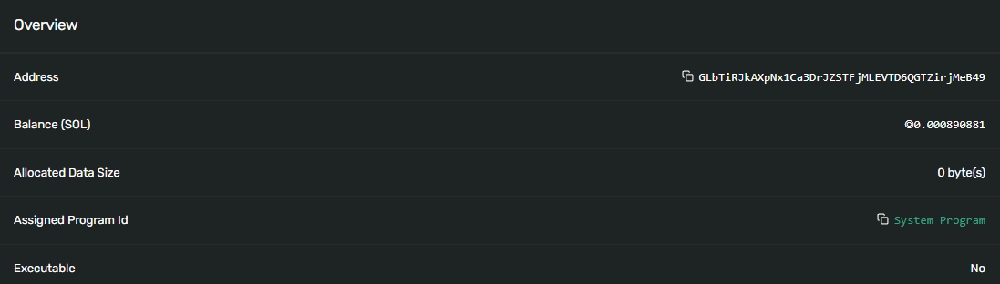 Overview
Address GLbTiRJkAXpNx1Ca3DrJZSTFjMLEVTD6QGTZirjMeB49
Balance (SOL) ◎0.000890881
Allocated Data Size 0 byte(s)
Assigned Program Id System Program
Executable No